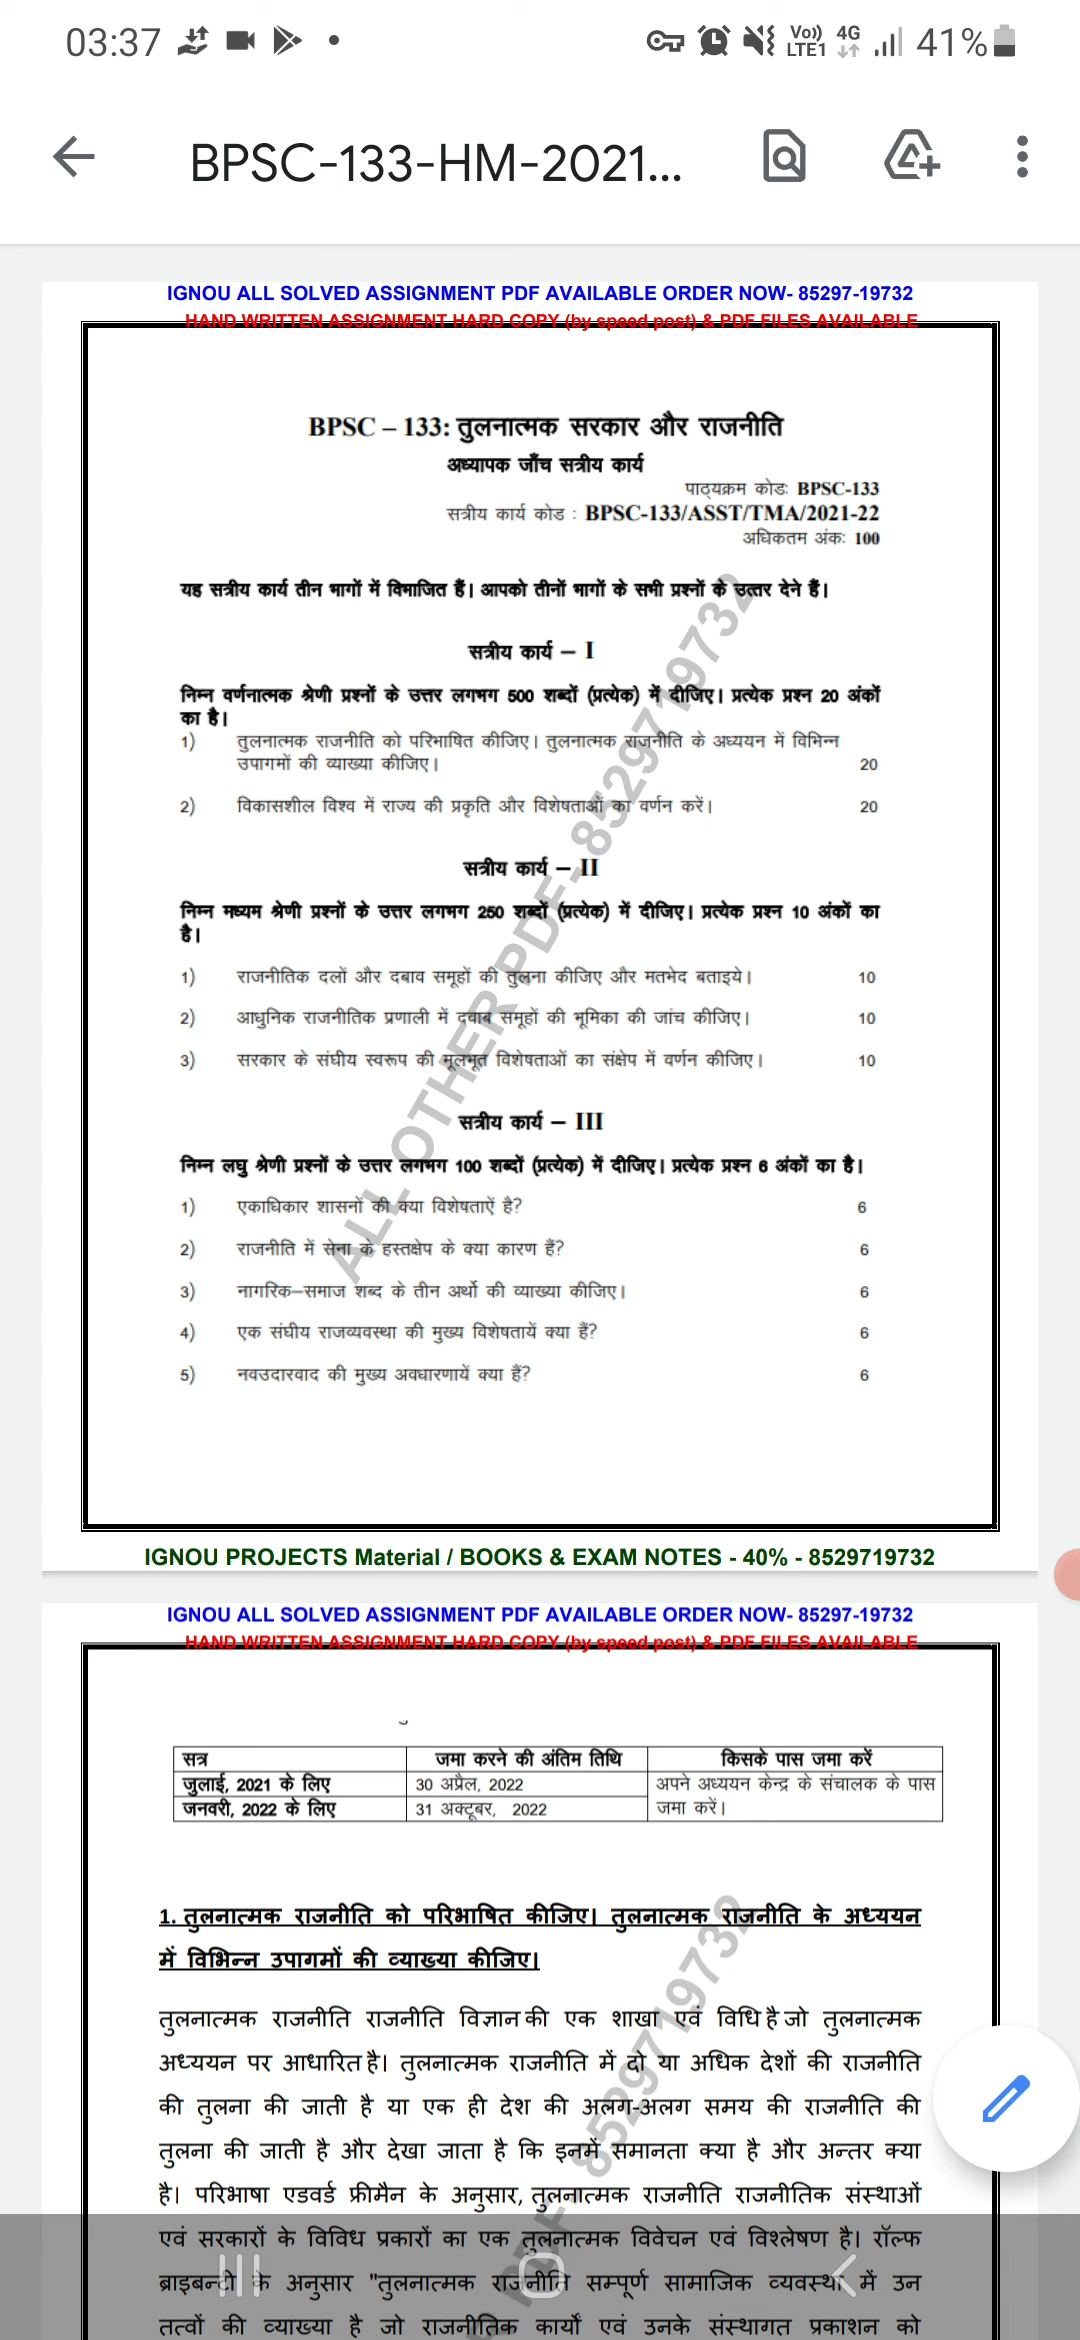 03:37
Vo)) LTE1 4G 41%
BPSC-133-HM-2021...
IGNOU ALL SOLVED ASSIGNMENT PDF AVAILABLE ORDER NOW- 85297-19732
HAND WRITTEN ASSIGNMENT HARD COPY (by speed post) & PDF FILES AVAILABLE
BPSC – 133: तुलनात्मक सरकार और राजनीति
अध्यापक जाँच सत्रीय कार्य
पाठ्यक्रम कोडः BPSC-133
सत्रीय कार्य कोड : BPSC-133/ASST/TMA/2021-22
अधिकतम अंकः 100
यह सत्रीय कार्य तीन भागों में विभाजित हैं। आपको तीनों भागों के सभी प्रश्नों के उत्तर देने हैं।
सत्रीय कार्य – I
निम्न वर्णनात्मक श्रेणी प्रश्नों के उत्तर लगभग 500 शब्दों (प्रत्येक) में दीजिए। प्रत्येक प्रश्न 20 अंकों
का है।
1) तुलनात्मक राजनीति को परिभाषित कीजिए। तुलनात्मक राजनीति के अध्ययन में विभिन्न
उपागमों की व्याख्या कीजिए। 20
2) विकासशील विश्व में राज्य की प्रकृति और विशेषताओं का वर्णन करें। 20
सत्रीय कार्य – II
निम्न मध्यम श्रेणी प्रश्नों के उत्तर लगभग 250 शब्दों (प्रत्येक) में दीजिए। प्रत्येक प्रश्न 10 अंकों का
है।
1) राजनीतिक दलों और दबाव समूहों की तुलना कीजिए और मतभेद बताइये। 10
2) आधुनिक राजनीतिक प्रणाली में दवाब समूहों की भूमिका की जांच कीजिए। 10
3) सरकार के संघीय स्वरूप की मूलभूत विशेषताओं का संक्षेप में वर्णन कीजिए। 10
सत्रीय कार्य – III
निम्न लघु श्रेणी प्रश्नों के उत्तर लगभग 100 शब्दों (प्रत्येक) में दीजिए। प्रत्येक प्रश्न 6 अंकों का है।
1) एकाधिकार शासनों की क्या विशेषताऐं है? 6
2) राजनीति में सेना के हस्तक्षेप के क्या कारण हैं? 6
3) नागरिक–समाज शब्द के तीन अर्थो की व्याख्या कीजिए। 6
4) एक संघीय राजव्यवस्था की मुख्य विशेषतायें क्या हैं? 6
5) नवउदारवाद की मुख्य अवधारणायें क्या हैं? 6
ALL OTHER PDF- 8529719732
IGNOU PROJECTS Material / BOOKS & EXAM NOTES - 40% - 8529719732
IGNOU ALL SOLVED ASSIGNMENT PDF AVAILABLE ORDER NOW- 85297-19732
HAND WRITTEN ASSIGNMENT HARD COPY (by speed post) & PDF FILES AVAILABLE
सत्र जमा करने की अंतिम तिथि किसके पास जमा करें
जुलाई, 2021 के लिए 30 अप्रैल, 2022 अपने अध्ययन केन्द्र के संचालक के पास
जनवरी, 2022 के लिए 31 अक्टूबर, 2022 जमा करें।
1. तुलनात्मक राजनीति को परिभाषित कीजिए। तुलनात्मक राजनीति के अध्ययन
में विभिन्न उपागमों की व्याख्या कीजिए।
तुलनात्मक राजनीति राजनीति विज्ञान की एक शाखा एवं विधि है जो तुलनात्मक
अध्ययन पर आधारित है। तुलनात्मक राजनीति में दो या अधिक देशों की राजनीति
की तुलना की जाती है या एक ही देश की अलग-अलग समय की राजनीति की
तुलना की जाती है और देखा जाता है कि इनमें समानता क्या है और अन्तर क्या
है। परिभाषा एडवर्ड फ्रीमैन के अनुसार, तुलनात्मक राजनीति राजनीतिक संस्थाओं
एवं सरकारों के विविध प्रकारों का एक तुलनात्मक विवेचन एवं विश्लेषण है। रॉल्फ
ब्राइबन्टी के अनुसार "तुलनात्मक राजनीति सम्पूर्ण सामाजिक व्यवस्था में उन
तत्वों की व्याख्या है जो राजनीतिक कार्यों एवं उनके संस्थागत प्रकाशन को
PDF- 8529719732